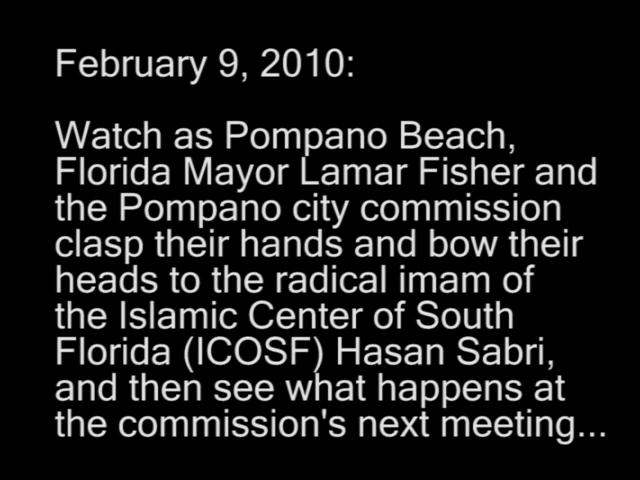 February 9, 2010:
Watch as Pompano Beach,
Florida Mayor Lamar Fisher and
the Pompano city commission
clasp their hands and bow their
heads to the radical imam of
the Islamic Center of South
Florida (ICOSF) Hasan Sabri,
and then see what happens at
the commission's next meeting...